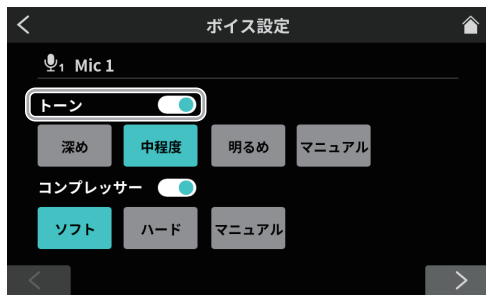 ボイス設定
1 Mic 1
トーン
深め 中程度 明るめ マニュアル
コンプレッサー
ソフト ハード マニュアル